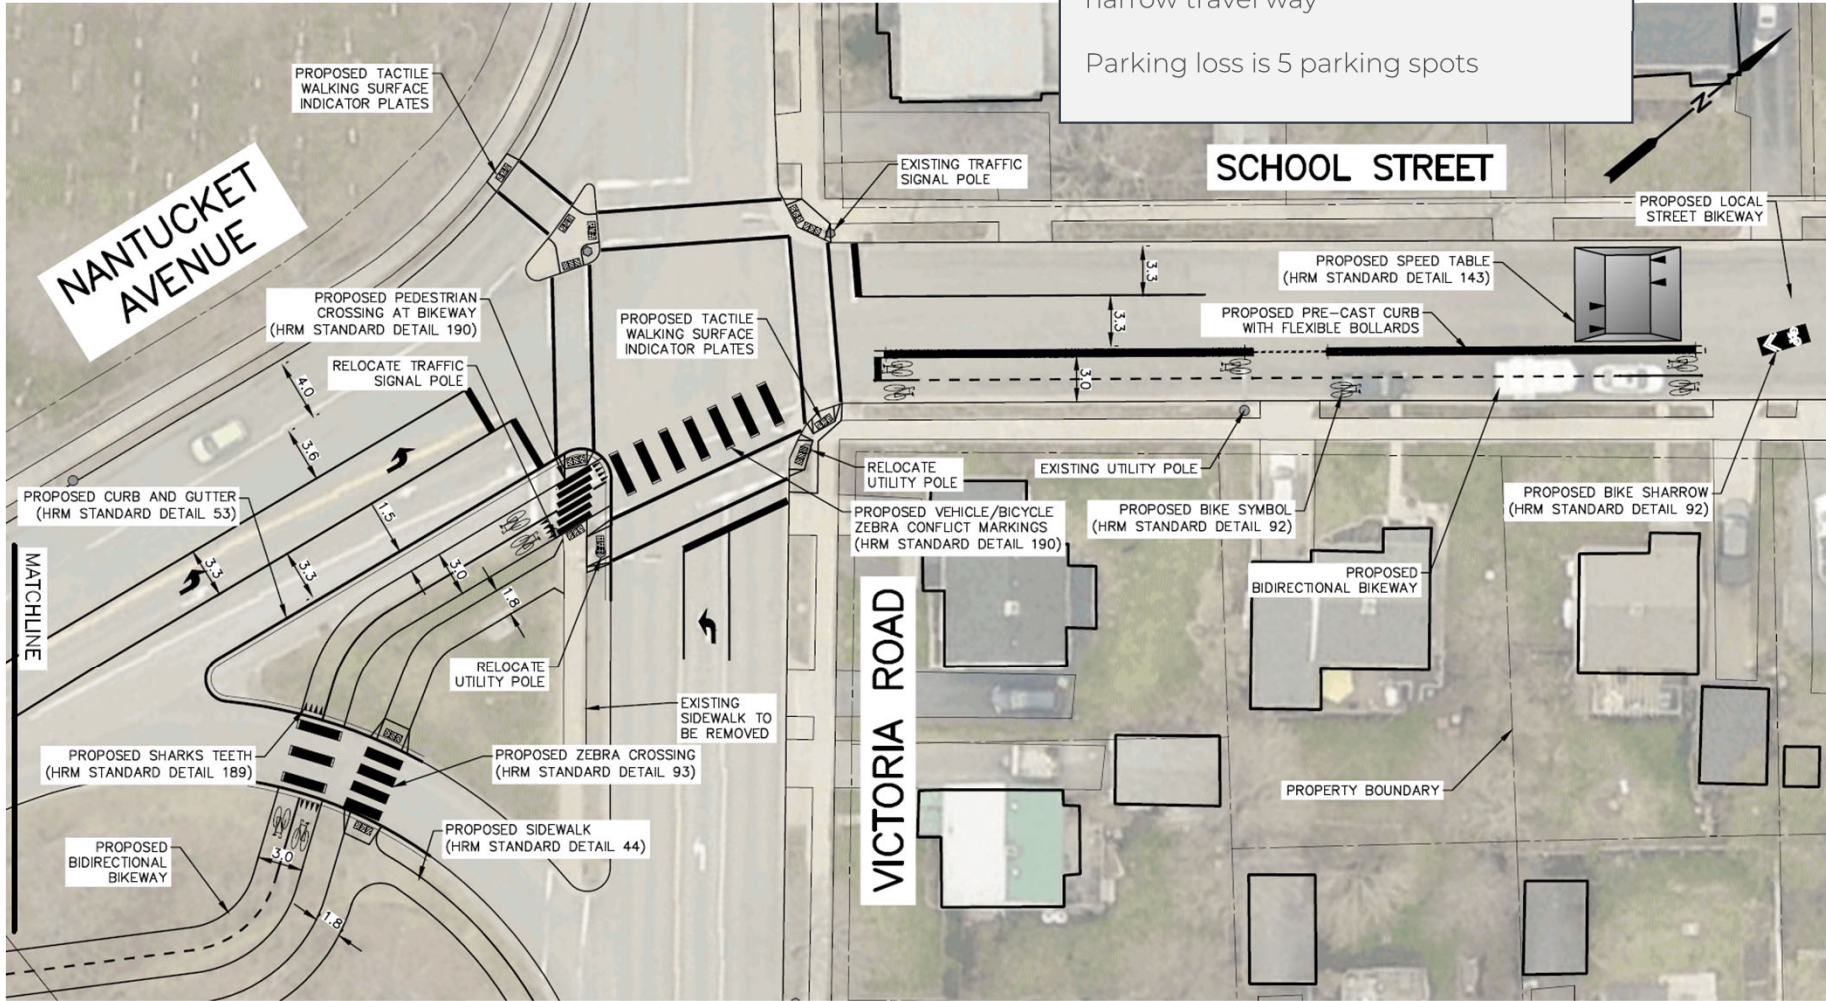 narrow travel way
Parking loss is 5 parking spots
N
PROPOSED TACTILE
WALKING SURFACE
INDICATOR PLATES
EXISTING TRAFFIC
SIGNAL POLE
SCHOOL STREET
PROPOSED LOCAL
STREET BIKEWAY
NANTUCKET
AVENUE
PROPOSED SPEED TABLE
(HRM STANDARD DETAIL 143)
3.3
PROPOSED PEDESTRIAN
CROSSING AT BIKEWAY
(HRM STANDARD DETAIL 190)
PROPOSED TACTILE
WALKING SURFACE
INDICATOR PLATES
3.3
PROPOSED PRE-CAST CURB
WITH FLEXIBLE BOLLARDS
RELOCATE TRAFFIC
SIGNAL POLE
4.0
3.0
3.6
RELOCATE
UTILITY POLE
EXISTING UTILITY POLE
PROPOSED CURB AND GUTTER
(HRM STANDARD DETAIL 53)
1.5
PROPOSED VEHICLE/BICYCLE
ZEBRA CONFLICT MARKINGS
(HRM STANDARD DETAIL 190)
PROPOSED BIKE SYMBOL
(HRM STANDARD DETAIL 92)
PROPOSED BIKE SHARROW
(HRM STANDARD DETAIL 92)
MATCHLINE
3.3
3.3
3.0
1.8
PROPOSED
BIDIRECTIONAL BIKEWAY
VICTORIA ROAD
RELOCATE
UTILITY POLE
EXISTING
SIDEWALK TO
BE REMOVED
PROPOSED SHARKS TEETH
(HRM STANDARD DETAIL 189)
PROPOSED ZEBRA CROSSING
(HRM STANDARD DETAIL 93)
PROPERTY BOUNDARY
PROPOSED SIDEWALK
(HRM STANDARD DETAIL 44)
PROPOSED
BIDIRECTIONAL
BIKEWAY
3.0
1.8